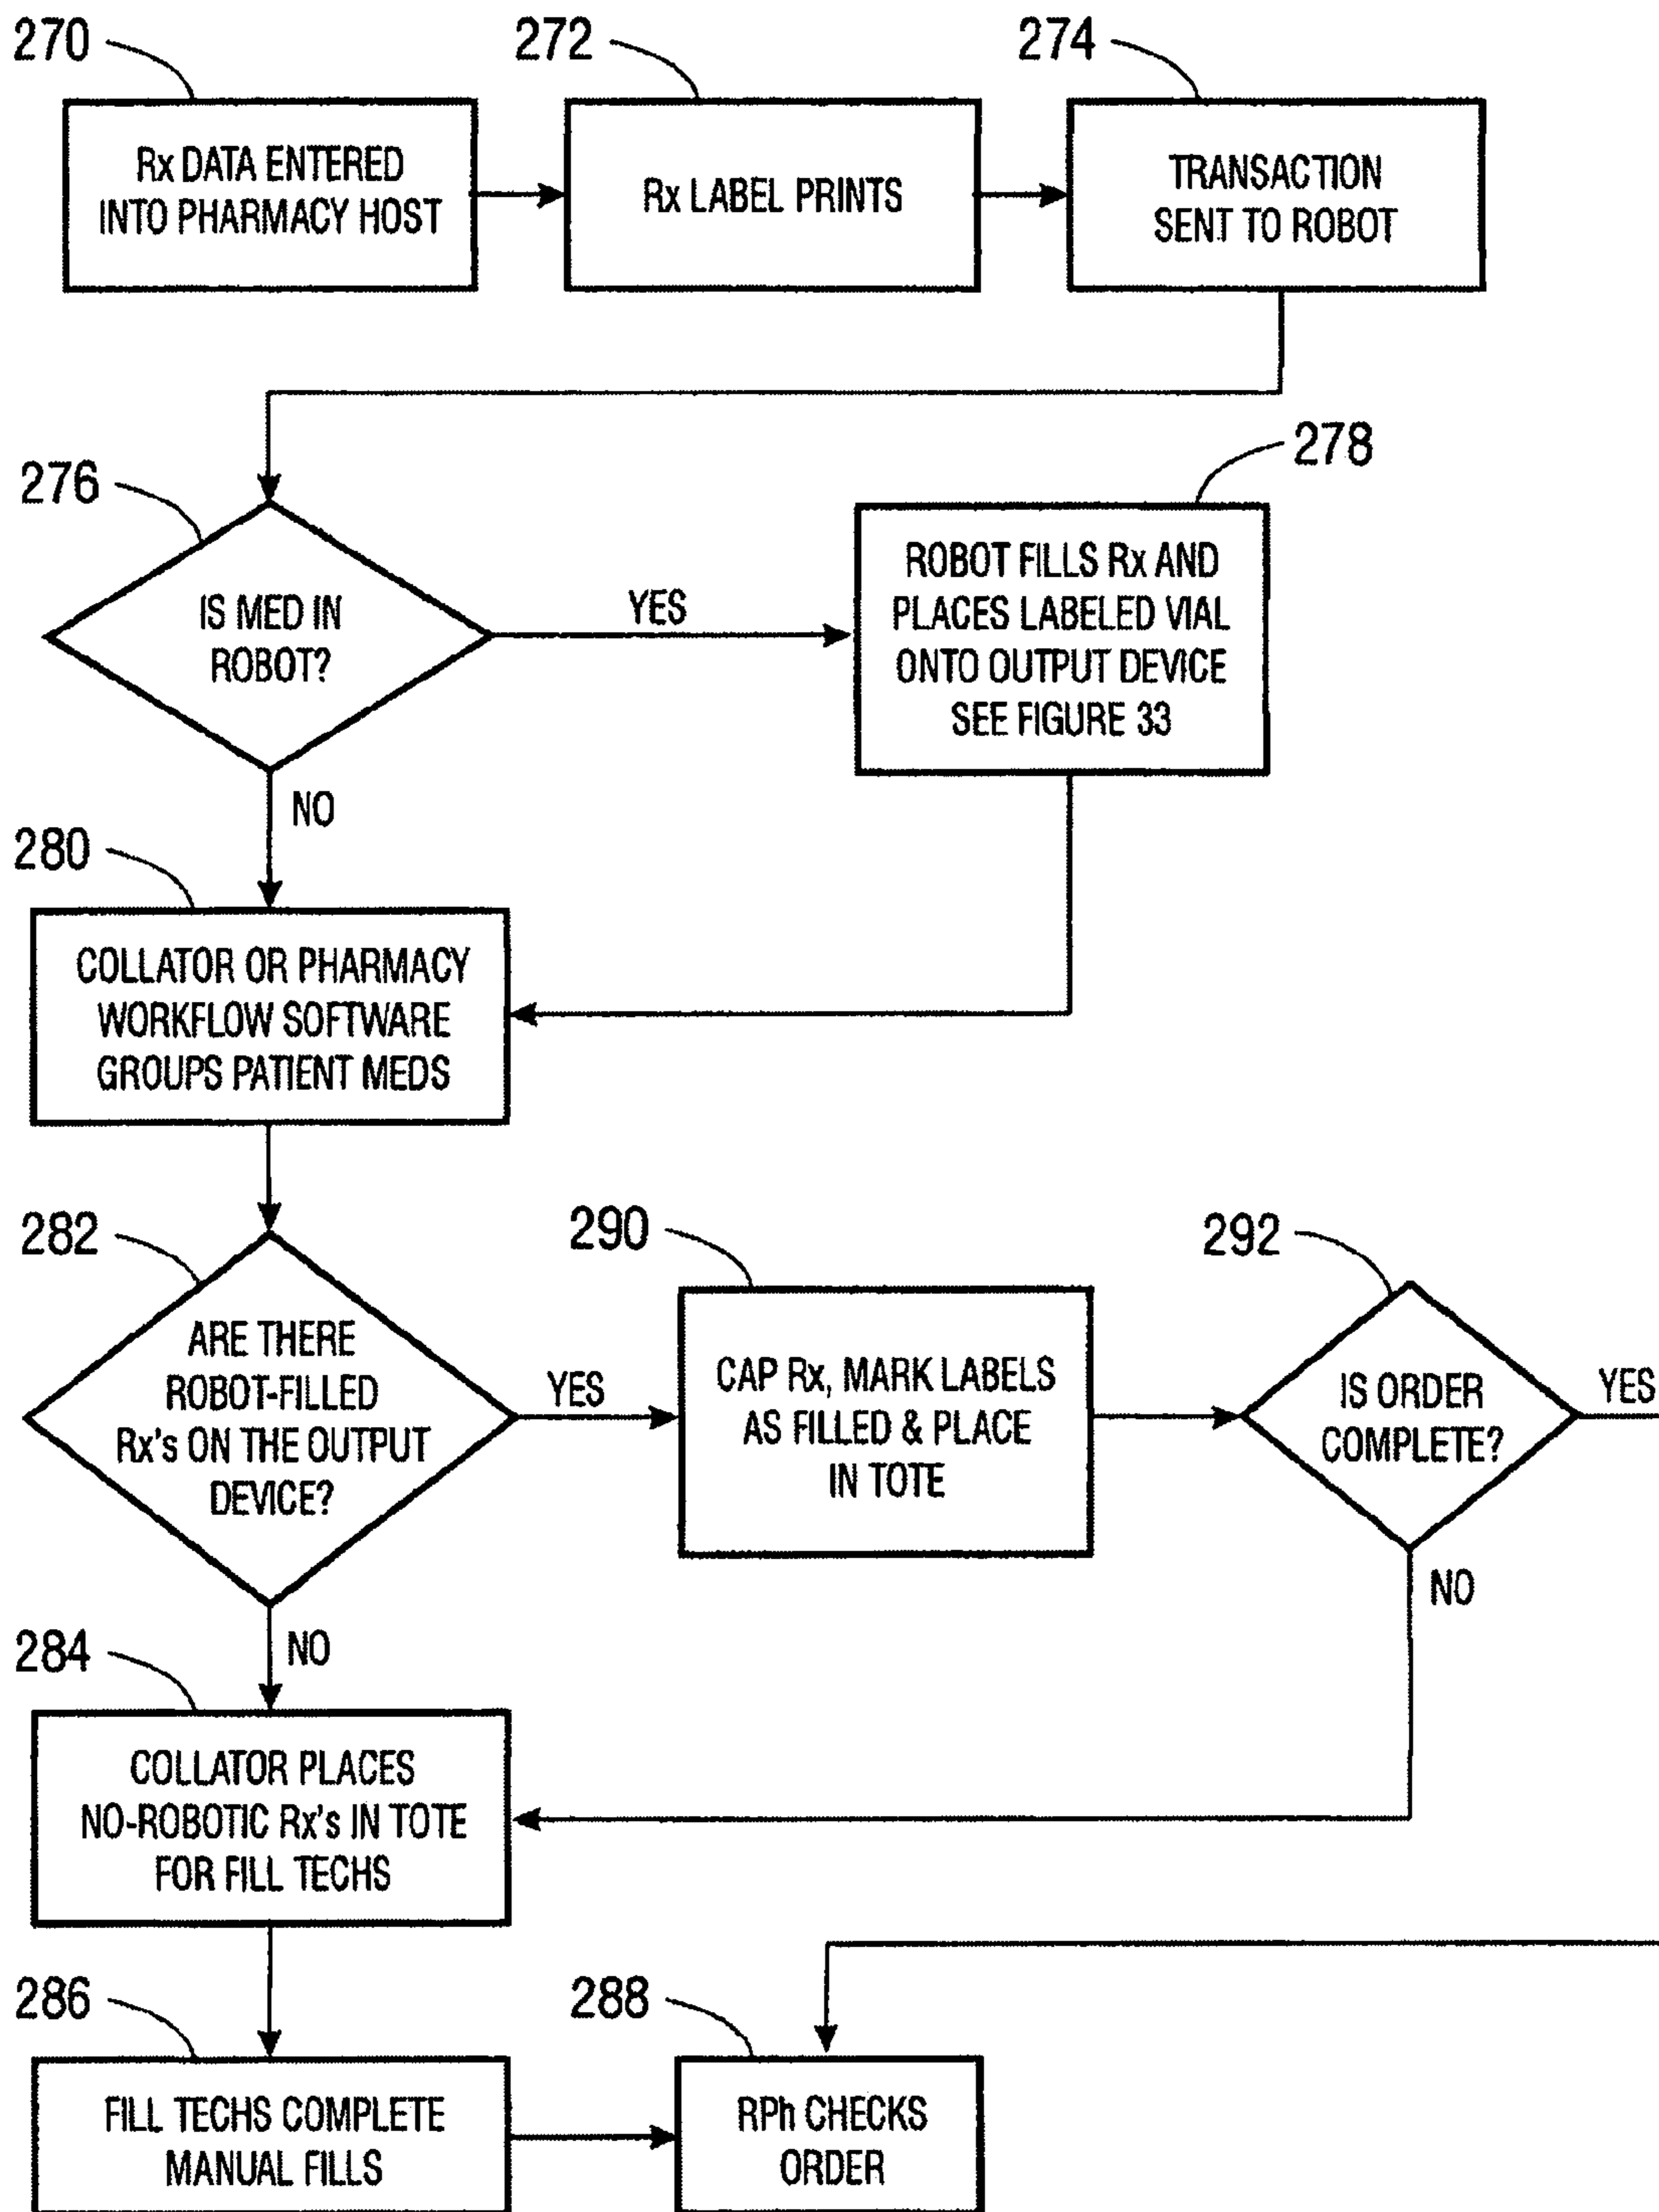 270
272
274
Rx DATA ENTERED
INTO PHARMACY HOST
Rx LABEL PRINTS
TRANSACTION
SENT TO ROBOT
276
278
IS MED IN
ROBOT?
YES
NO
ROBOT FILLS Rx AND
PLACES LABELED VIAL
ONTO OUTPUT DEVICE
SEE FIGURE 33
280
COLLATOR OR PHARMACY
WORKFLOW SOFTWARE
GROUPS PATIENT MEDS
282
290
292
ARE THERE
ROBOT-FILLED
Rx's ON THE OUTPUT
DEVICE?
YES
NO
CAP Rx, MARK LABELS
AS FILLED & PLACE
IN TOTE
IS ORDER
COMPLETE?
YES
NO
284
COLLATOR PLACES
NO-ROBOTIC Rx's IN TOTE
FOR FILL TECHS
286
288
FILL TECHS COMPLETE
MANUAL FILLS
RPh CHECKS
ORDER